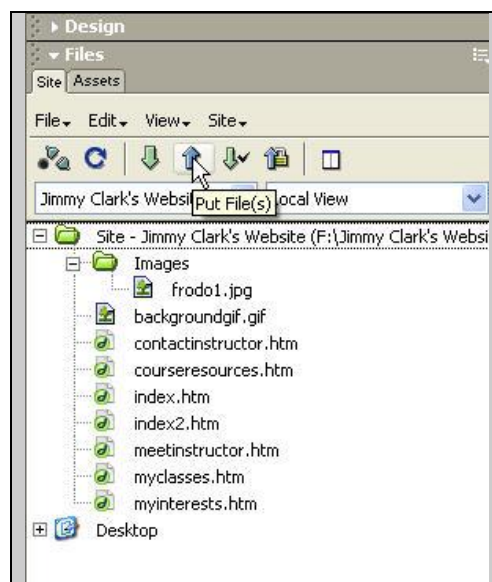 Design
Files
Site Assets
File Edit View Site
Jimmy Clark's Websi Local View
Put File(s)
Site - Jimmy Clark's Website (F:\Jimmy Clark's Websi
Images
frodo1.jpg
backgroundgif.gif
contactinstructor.htm
courseresources.htm
index.htm
index2.htm
meetinstructor.htm
myclasses.htm
myinterests.htm
Desktop